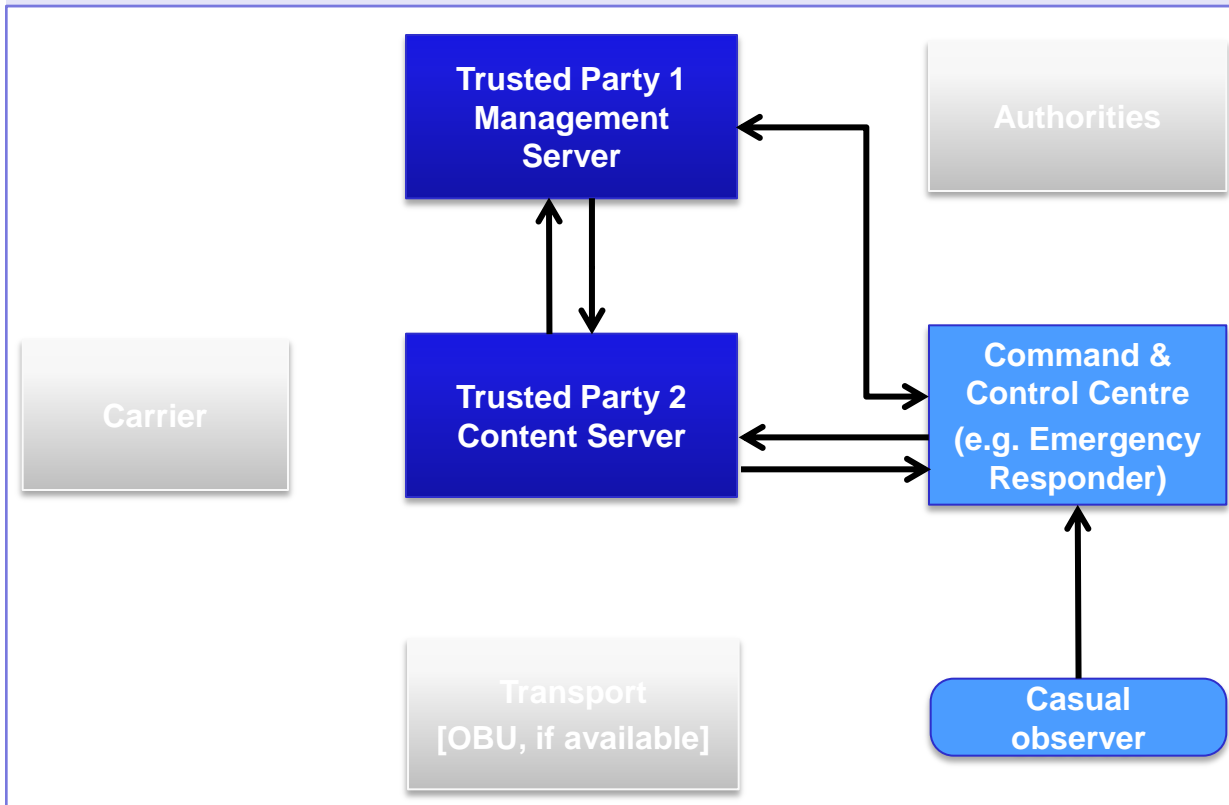 Trusted Party 1
Management
Server
Authorities
Carrier
Trusted Party 2
Content Server
Command &
Control Centre
(e.g. Emergency
Responder)
Transport
[OBU, if available]
Casual
observer